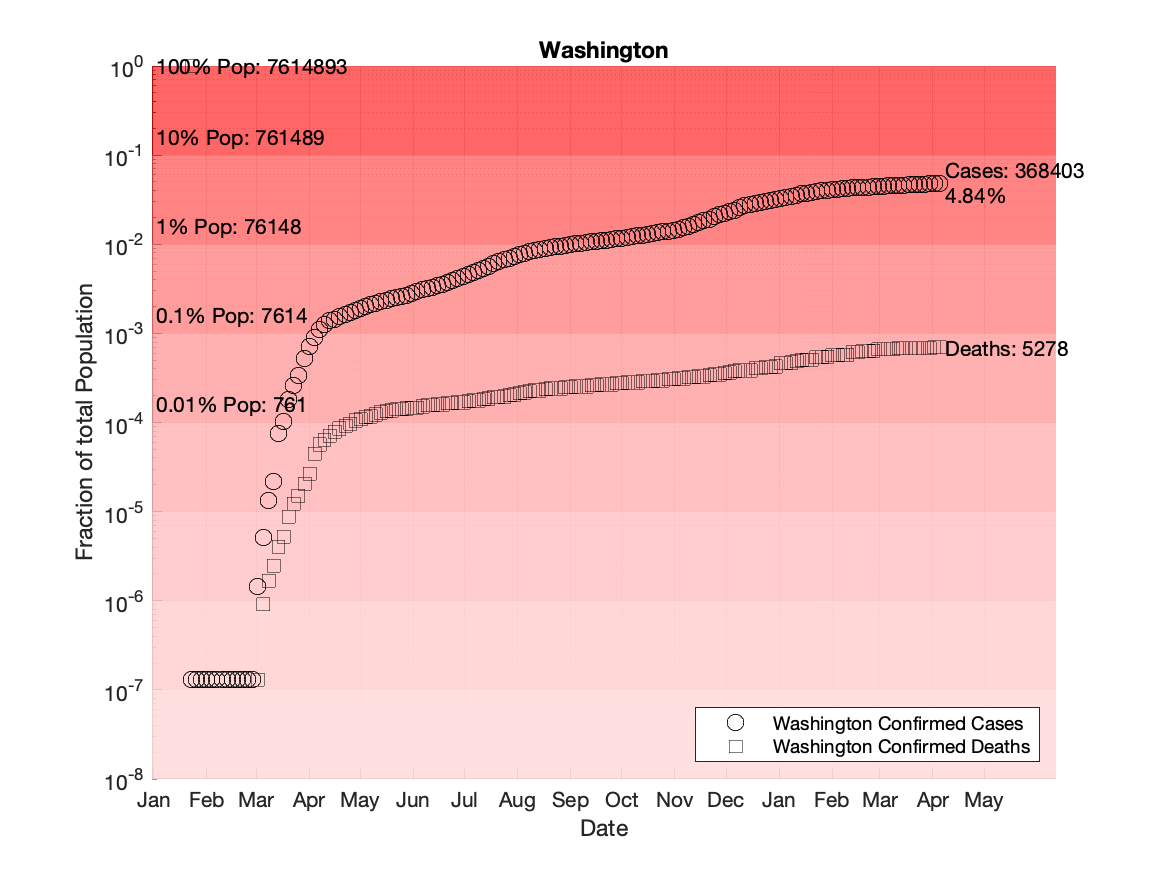 Washington
10^0
100% Pop: 7614893
10% Pop: 761489
10^-1
Cases: 368403
4.84%
1% Pop: 76148
10^-2
0.1% Pop: 7614
10^-3
Deaths: 5278
0.01% Pop: 761
10^-4
10^-5
10^-6
10^-7
10^-8
Fraction of total Population
Washington Confirmed Cases
Washington Confirmed Deaths
Jan Feb Mar Apr May Jun Jul Aug Sep Oct Nov Dec Jan Feb Mar Apr May
Date